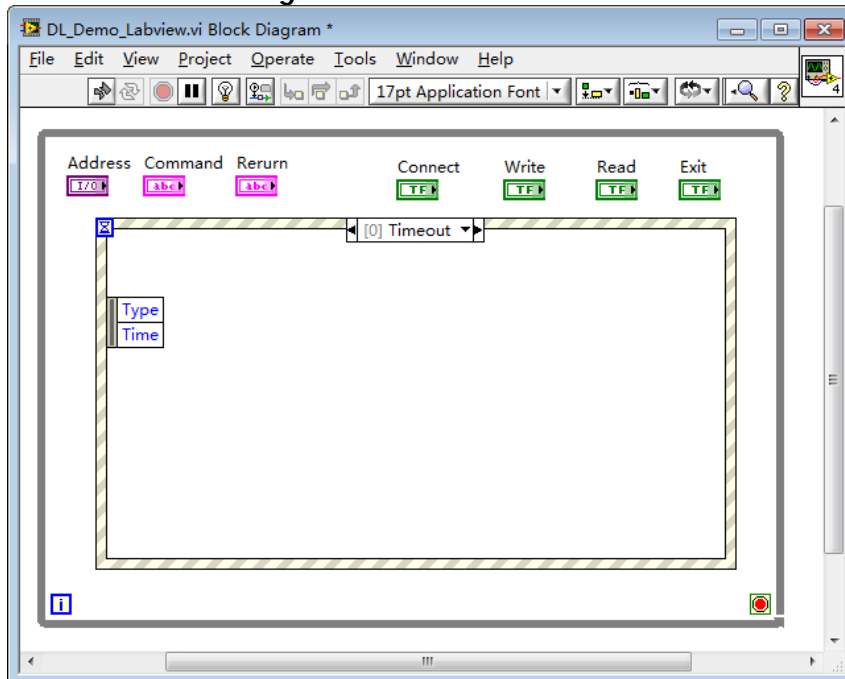 DL_Demo_Labview.vi Block Diagram *
File Edit View Project Operate Tools Window Help
17pt Application Font
4
Address Command Rerurn Connect Write Read Exit
I/O abc abc TF TF TF TF
[0] Timeout
Type
Time
i